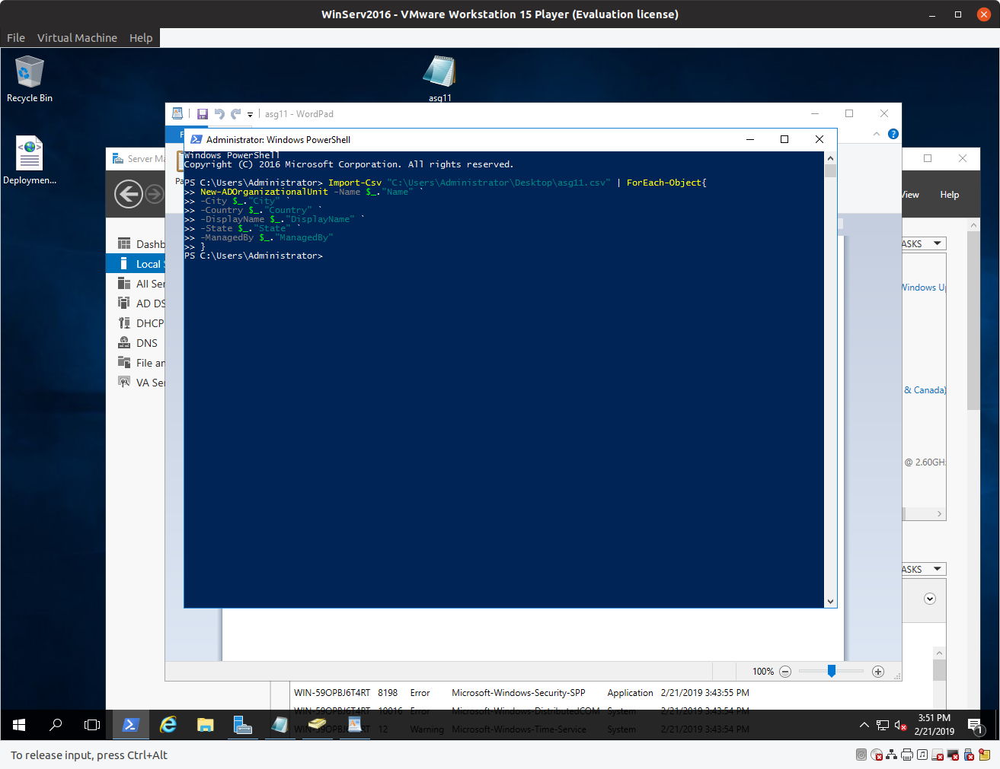 WinServ2016 - VMware Workstation 15 Player (Evaluation license)
File Virtual Machine Help
Recycle Bin
asg11
Deploymen...
asg11 - WordPad
Administrator: Windows PowerShell
Windows PowerShell
Copyright (C) 2016 Microsoft Corporation. All rights reserved.
PS C:\Users\Administrator> Import-Csv "C:\Users\Administrator\Desktop\asg11.csv" | ForEach-Object{
>> New-ADOrganizationalUnit -Name $_."Name" `
>> -City $_."City" `
>> -Country $_."Country" `
>> -DisplayName $_."DisplayName" `
>> -State $_."State" `
>> -ManagedBy $_."ManagedBy"
>> }
PS C:\Users\Administrator>
Server Ma
View Help
Dashb
Local S
All Ser
AD DS
DHCP
DNS
File an
VA Ser
ASKS
Windows Up
& Canada)
@ 2.60GH
ASKS
100%
WIN-59OPBJ6T4RT 8198 Error Microsoft-Windows-Security-SPP Application 2/21/2019 3:43:55 PM
WIN-59OPBJ6T4RT 10016 Error Microsoft-Windows-DistributedCOM System 2/21/2019 3:43:54 PM
WIN-59OPBJ6T4RT 12 Warning Microsoft-Windows-Time-Service System 2/21/2019 3:43:54 PM
3:51 PM
2/21/2019
1
To release input, press Ctrl+Alt